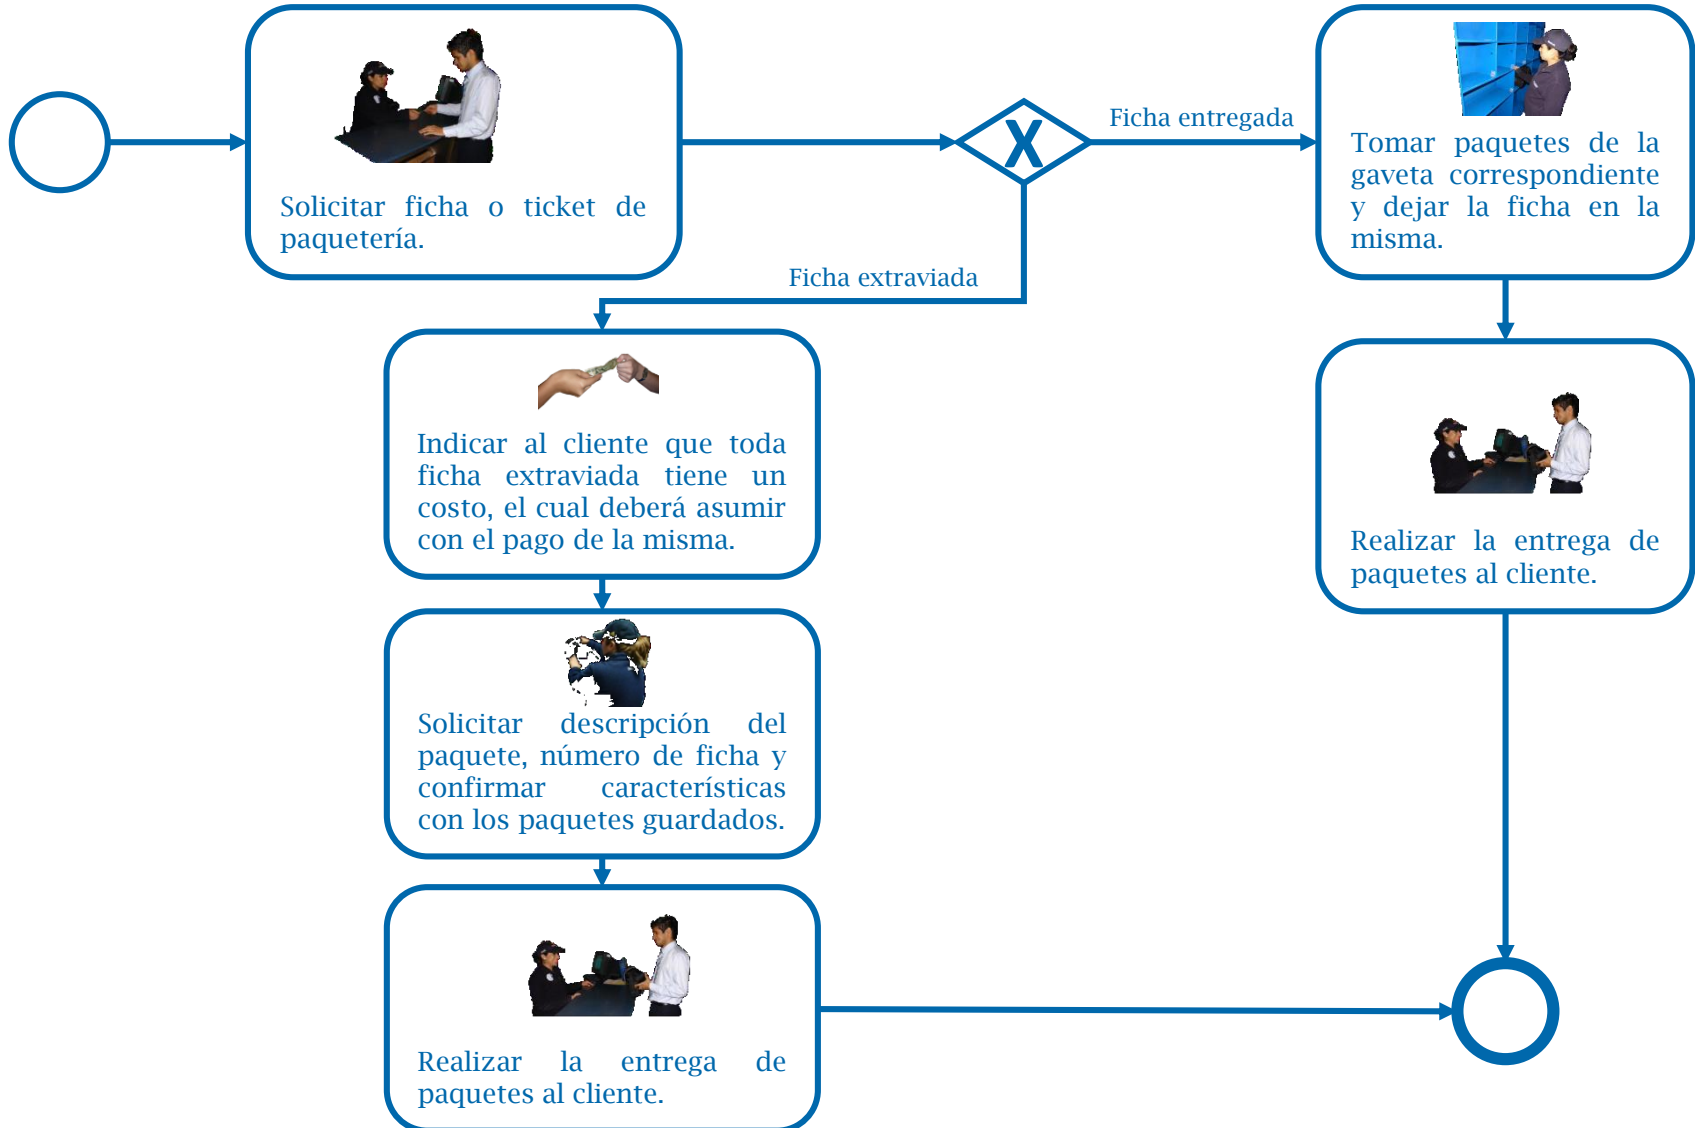 Solicitar ficha o ticket de
paquetería.
Ficha entregada
Tomar paquetes de la
gaveta correspondiente
y dejar la ficha en la
misma.
Ficha extraviada
Indicar al cliente que toda
ficha extraviada tiene un
costo, el cual deberá asumir
con el pago de la misma.
Realizar la entrega de
paquetes al cliente.
Solicitar descripción del
paquete, número de ficha y
confirmar características
con los paquetes guardados.
Realizar la entrega de
paquetes al cliente.